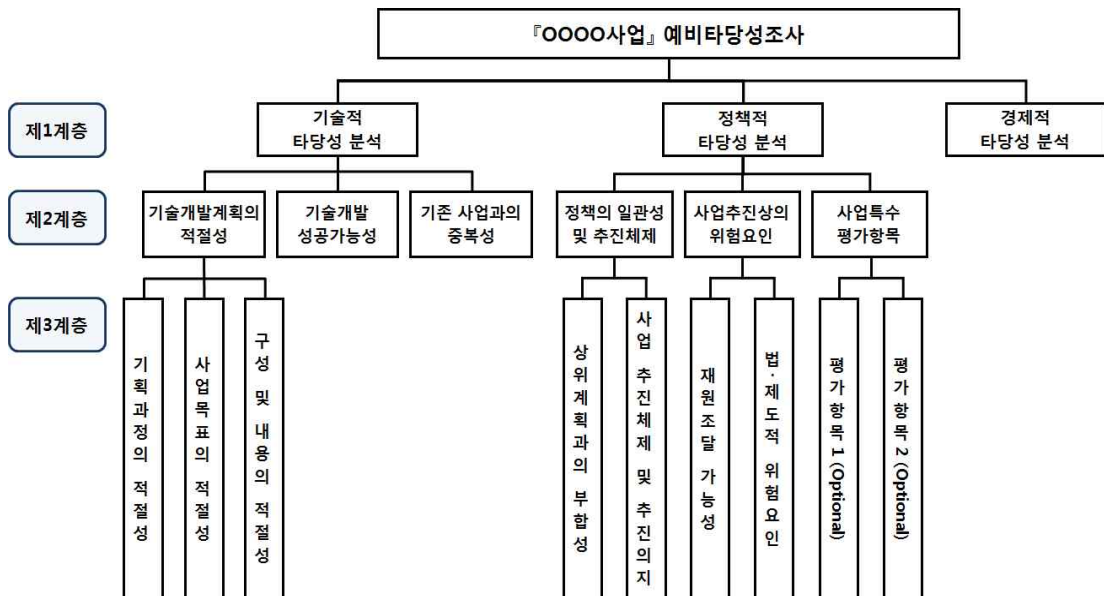 『OOOO사업』 예비타당성조사
제1계층
기술적
타당성 분석
정책적
타당성 분석
경제적
타당성 분석
제2계층
기술개발계획의
적절성
기술개발
성공가능성
기존 사업과의
중복성
정책의 일관성
및 추진체제
사업추진상의
위험요인
사업특수
평가항목
제3계층
기획과정의 적절성
사업목표의 적절성
구성 및 내용의 적절성
상위계획과의 부합성
사업 추진체제 및 추진의지
재원조달 가능성
법·제도적 위험요인
평가항목 1 (Optional)
평가항목 2 (Optional)